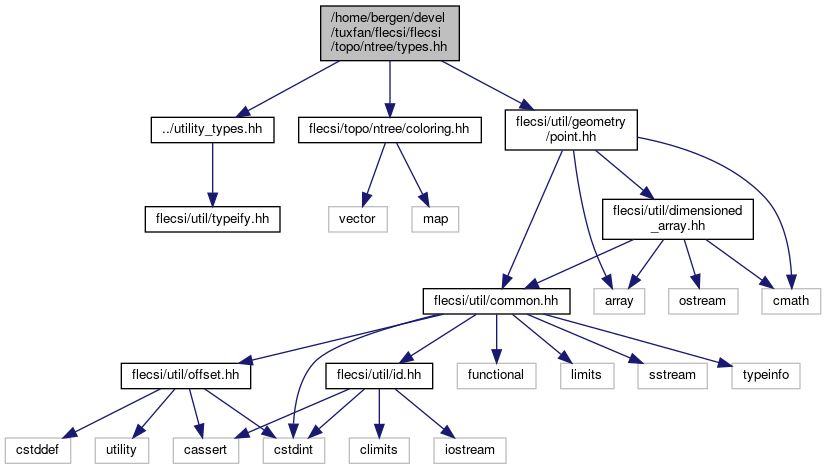 /home/bergen/devel
/tuxfan/flecsi/flecsi
/topo/ntree/types.hh
../utility_types.hh
flecsi/topo/ntree/coloring.hh
flecsi/util/geometry
/point.hh
flecsi/util/typeify.hh
vector
map
flecsi/util/dimensioned
_array.hh
flecsi/util/common.hh
array
ostream
cmath
flecsi/util/offset.hh
flecsi/util/id.hh
functional
limits
sstream
typeinfo
cstddef
utility
cassert
cstdint
climits
iostream